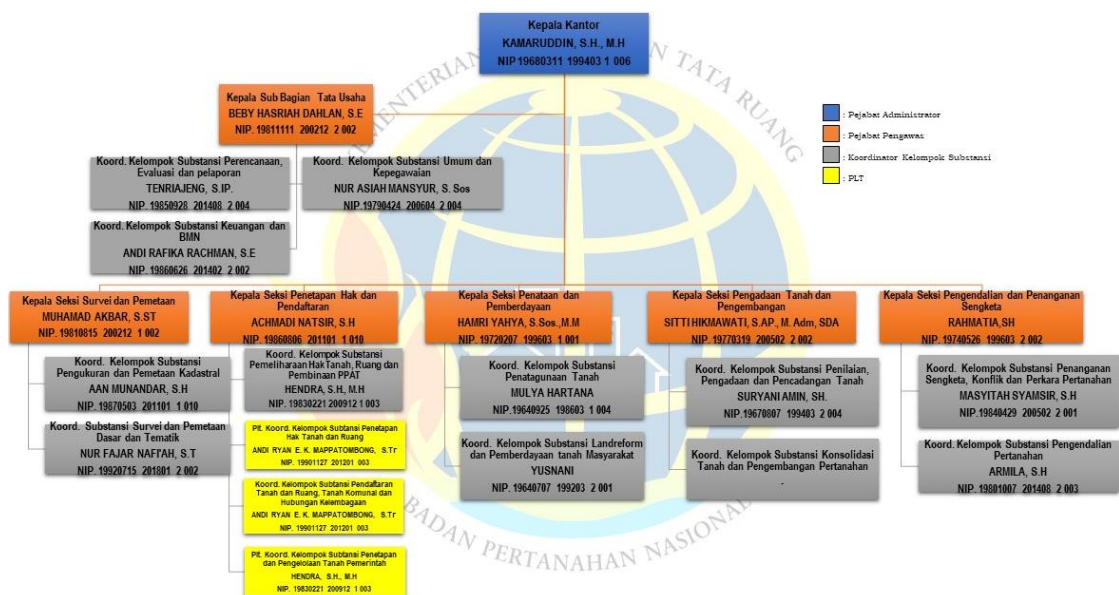 Kepala Kantor
KAMARUDDIN, S.H., M.H
NIP 19680311 199403 1 006
Kepala Sub Bagian Tata Usaha
BEBY HASRIAH DAHLAN, S.E
NIP. 19811111 200212 2 002
: Pejabat Administrator
: Pejabat Pengawas
: Koordinator Kelompok Substansi
: PLT
Koord. Kelompok Substansi Perencanaan,
Evaluasi dan pelaporan
TENRIAJENG, S.IP.
NIP. 19850928 201408 2 004
Koord. Kelompok Substansi Umum dan
Kepegawaian
NUR ASIAH MANSYUR, S. Sos
NIP. 19790424 200604 2 004
Koord. Kelompok Substansi Keuangan dan
BMN
ANDI RAFIKA RACHMAN, S.E
NIP. 19860626 201402 2 002
Kepala Seksi Survei dan Pemetaan
MUHAMAD AKBAR, S.ST
NIP. 19810815 200212 1 002
Koord. Kelompok Substansi
Pengukuran dan Pemetaan Kadastral
AAN MUNANDAR, S.H
NIP. 19870503 201101 1 010
Koord. Substansi Survei dan Pemetaan
Dasar dan Tematik
NUR FAJAR NAFI'AH, S.T
NIP. 19920715 201801 2 002
Kepala Seksi Penetapan Hak dan
Pendaftaran
ACHMADI NATSIR, S.H
NIP. 19860806 201101 1 010
Koord. Kelompok Substansi
Pemeliharaan Hak Tanah, Ruang dan
Pembinaan PPAT
HENDRA, S.H., M.H
NIP. 19830221 200912 1 003
Plt. Koord. Kelompok Subtansi Penetapan
Hak Tanah dan Ruang
ANDI RYAN E. K. MAPPATOMBONG, S.Tr
NIP. 19901127 201201 003
Koord. Kelompok Subtansi Pendaftaran
Tanah dan Ruang, Tanah Komunal dan
Hubungan Kelembagaan
ANDI RYAN E. K. MAPPATOMBONG, S.Tr
NIP. 19901127 201201 003
Plt. Koord. Kelompok Subtansi Penetapan
dan Pengelolaan Tanah Pemerintah
HENDRA, S.H., M.H
NIP. 19830221 200912 1 003
Kepala Seksi Penataan dan
Pemberdayaan
HAMRI YAHYA, S.Sos.,M.M
NIP. 19720207 199603 1 001
Koord. Kelompok Substansi
Penatagunaan Tanah
MULYA HARTANA
NIP.19640925 198603 1 004
Koord. Kelompok Substansi Landreform
dan Pemberdayaan tanah Masyarakat
YUSNANI
NIP.19640707 199203 2 001
Kepala Seksi Pengadaan Tanah dan
Pengembangan
SITTI HIKMAWATI, S.AP., M. Adm, SDA
NIP. 19770319 200502 2 002
Koord. Kelompok Substansi Penilaian,
Pengadaan dan Pencadangan Tanah
SURYANI AMIN, SH.
NIP.19670807 199403 2 004
Koord. Kelompok Substansi Konsolidasi
Tanah dan Pengembangan Pertanahan
-
Kepala Seksi Pengendalian dan Penanganan
Sengketa
RAHMATIA,SH
NIP. 19740526 199603 2 002
Koord. Kelompok Substansi Penanganan
Sengketa, Konflik dan Perkara Pertanahan
MASYITAH SYAMSIR, S.H
NIP. 19840429 200502 2 001
Koord. Kelompok Substansi Pengendalian
Pertanahan
ARMILA, S.H
NIP. 19801007 201408 2 003
TATA RUANG
BADAN PERTANAHAN NASIONAL